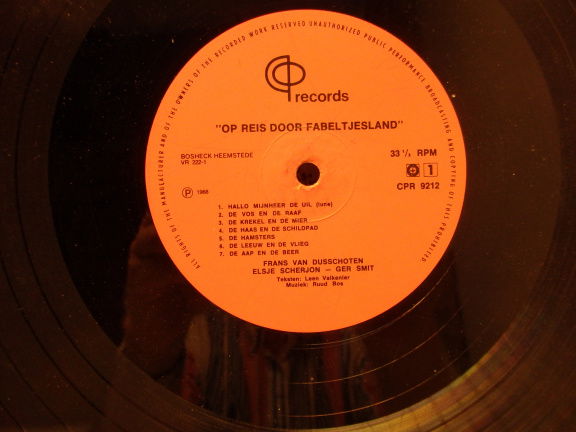 ALL RIGHTS OF THE MANUFACTURER AND OF THE OWNERS OF THE RECORDED WORK RESERVED UNAUTHORIZED PUBLIC PERFORMANCE BROADCASTING AND COPYING OF THIS PROHIBITED.
cp records
"OP REIS DOOR FABELTJESLAND"
BOSHECK HEEMSTEDE
VR 222-1
33 1/3 RPM
1
CPR 9212
Ⓟ 1968
1. HALLO MIJNHEER DE UIL (tune)
2. DE VOS EN DE RAAF
3. DE KREKEL EN DE MIER
4. DE HAAS EN DE SCHILDPAD
5. DE HAMSTERS
6. DE LEEUW EN DE VLIEG
7. DE AAP EN DE BEER
FRANS VAN DUSSCHOTEN
ELSJE SCHERJON — GER SMIT
Teksten: Leen Valkenier
Muziek: Ruud Bos